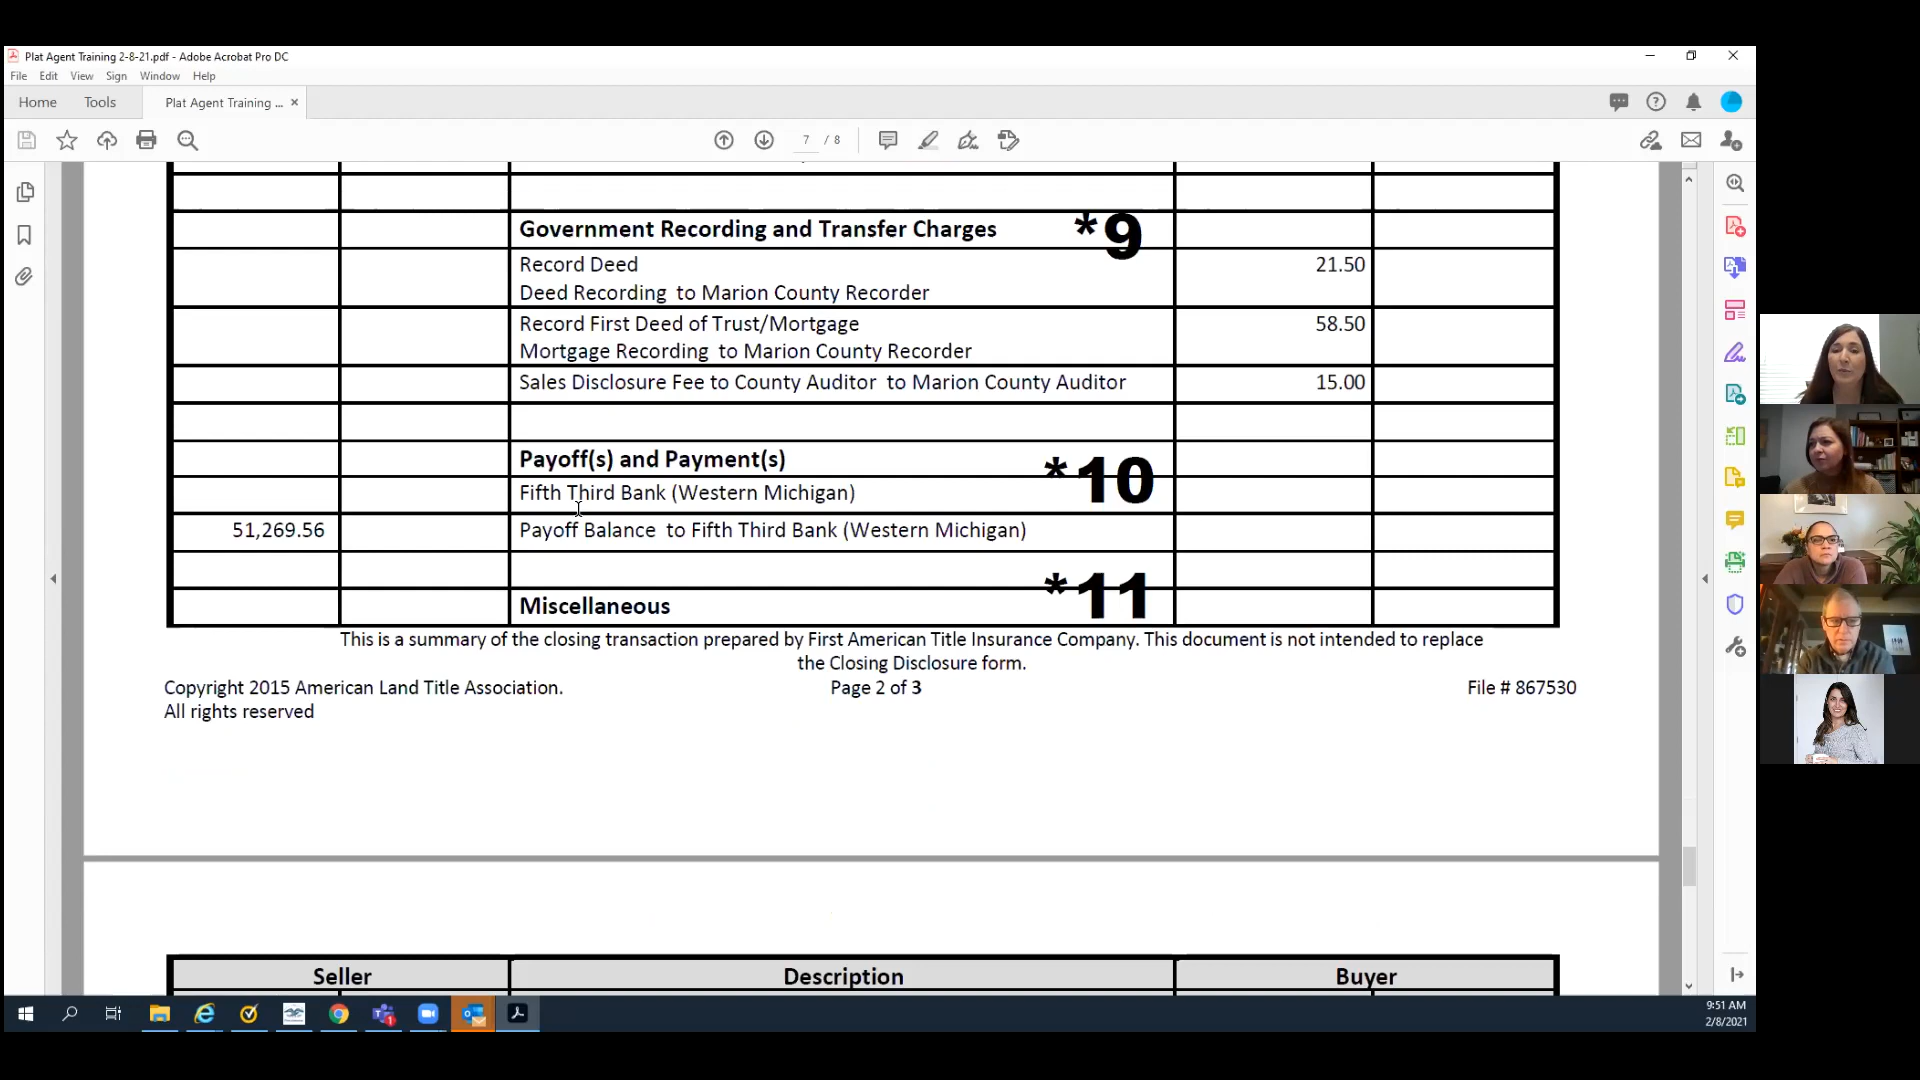 Plat Agent Training 2-8-21.pdf - Adobe Acrobat Pro DC
File Edit View Sign Window Help
Home Tools Plat Agent Training ... ×
7 / 8
Government Recording and Transfer Charges *9
Record Deed 21.50
Deed Recording to Marion County Recorder
Record First Deed of Trust/Mortgage 58.50
Mortgage Recording to Marion County Recorder
Sales Disclosure Fee to County Auditor to Marion County Auditor 15.00
Payoff(s) and Payment(s) *10
Fifth Third Bank (Western Michigan)
51,269.56 Payoff Balance to Fifth Third Bank (Western Michigan)
Miscellaneous *11
This is a summary of the closing transaction prepared by First American Title Insurance Company. This document is not intended to replace
the Closing Disclosure form.
Copyright 2015 American Land Title Association. Page 2 of 3 File # 867530
All rights reserved
Seller Description Buyer
9:51 AM
2/8/2021